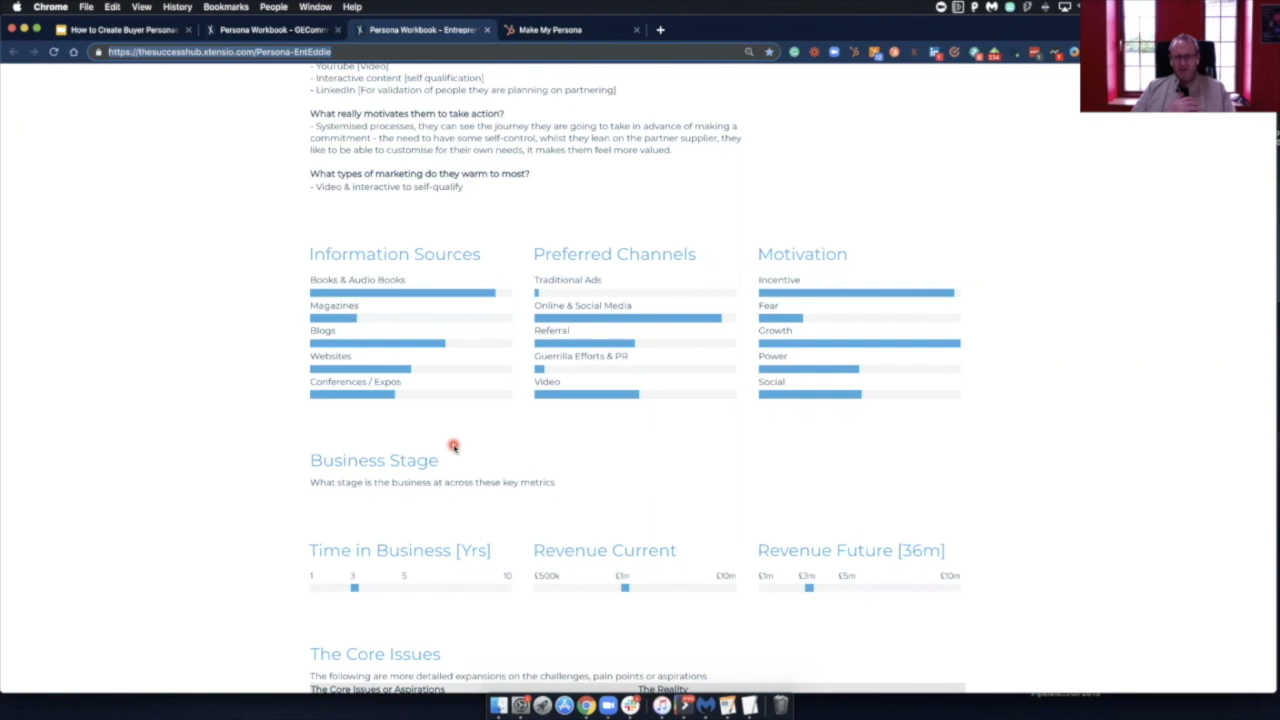 Chrome File Edit View History Bookmarks People Window Help
How to Create Buyer Persona
Persona Workbook - GEComm
Persona Workbook - Entrepre
Make My Persona
https://thesuccesshub.xtensio.com/Persona-EntEddie
- YouTube [Video]
- Interactive content [self qualification]
- LinkedIn [For validation of people they are planning on partnering]
What really motivates them to take action?
- Systemised processes, they can see the journey they are going to take in advance of making a
commitment - the need to have some self-control, whilst they lean on the partner supplier, they
like to be able to customise for their own needs, it makes them feel more valued.
What types of marketing do they warm to most?
- Video & interactive to self-qualify
Information Sources
Books & Audio Books
Magazines
Blogs
Websites
Conferences / Expos
Preferred Channels
Traditional Ads
Online & Social Media
Referral
Guerrilla Efforts & PR
Video
Motivation
Incentive
Fear
Growth
Power
Social
Business Stage
What stage is the business at across these key metrics
Time in Business [Yrs]
1 3 5 10
Revenue Current
£500k £1m £10m
Revenue Future [36m]
£1m £3m £5m £10m
The Core Issues
The following are more detailed expansions on the challenges, pain points or aspirations
The Core Issues or Aspirations
The Reality